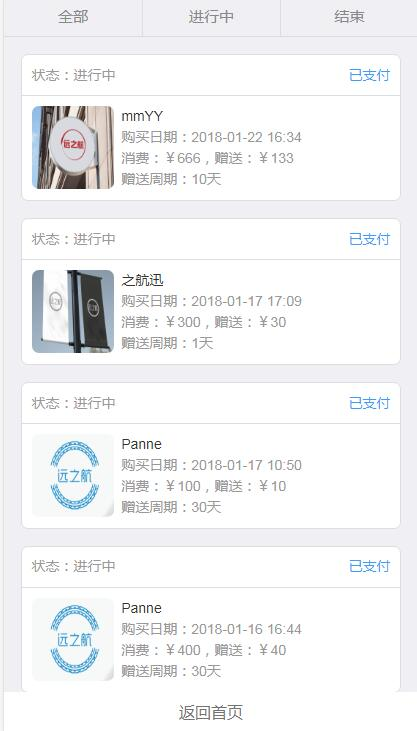 全部 进行中 结束
状态：进行中 已支付
远之航
mmYY
购买日期：2018-01-22 16:34
消费：￥666，赠送：￥133
赠送周期：10天
状态：进行中 已支付
之航迅
购买日期：2018-01-17 17:09
消费：￥300，赠送：￥30
赠送周期：1天
状态：进行中 已支付
远之航
Panne
购买日期：2018-01-17 10:50
消费：￥100，赠送：￥10
赠送周期：30天
状态：进行中 已支付
远之航
Panne
购买日期：2018-01-16 16:44
消费：￥400，赠送：￥40
赠送周期：30天
返回首页